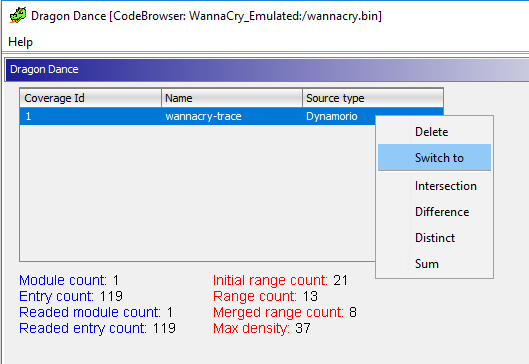 Dragon Dance [CodeBrowser: WannaCry_Emulated:/wannacry.bin]
Help
Dragon Dance
Coverage Id Name Source type
1 wannacry-trace Dynamorio
Delete
Switch to
Intersection
Difference
Distinct
Sum
Module count: 1 Initial range count: 21
Entry count: 119 Range count: 13
Readed module count: 1 Merged range count: 8
Readed entry count: 119 Max density: 37